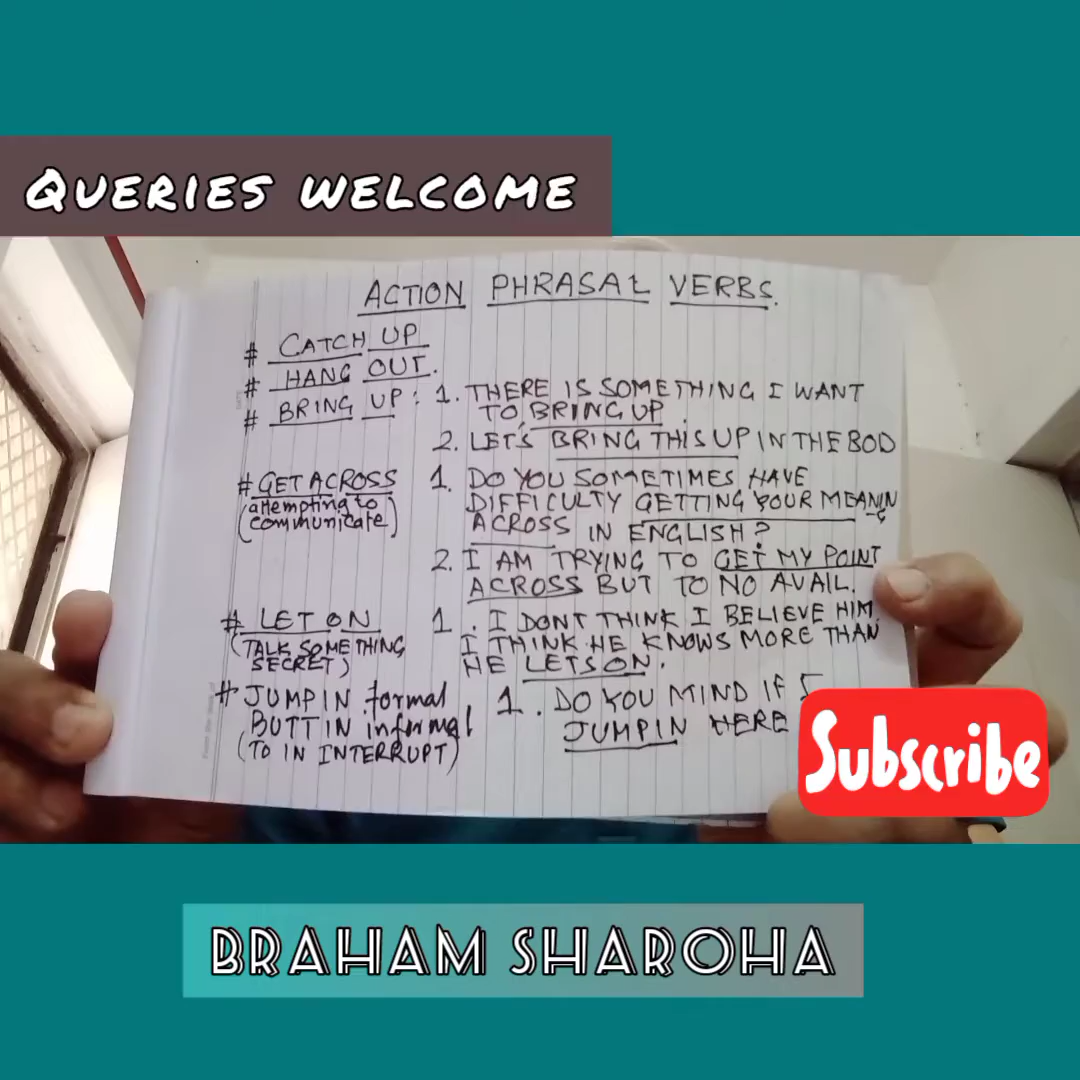 QUERIES WELCOME
ACTION PHRASAL VERBS.
# CATCH UP
# HANG OUT.
# BRING UP : 1. THERE IS SOMETHING I WANT
TO BRING UP.
2. LET'S BRING THIS UP IN THE BOD
# GET ACROSS 1. DO YOU SOMETIMES HAVE
(attempting to DIFFICULTY GETTING YOUR MEANING
communicate) ACROSS IN ENGLISH?
2. I AM TRYING TO GET MY POINT
ACROSS BUT TO NO AVAIL.
# LET ON 1. I DONT THINK I BELIEVE HIM.
(TALK SOMETHING I THINK HE KNOWS MORE THAN
SECRET) HE LETS ON.
# JUMP IN formal 1. DO YOU MIND IF I
BUTT IN informal JUMP IN HERE
(TO IN INTERRUPT)
Subscribe
BRAHAM SHAROHA